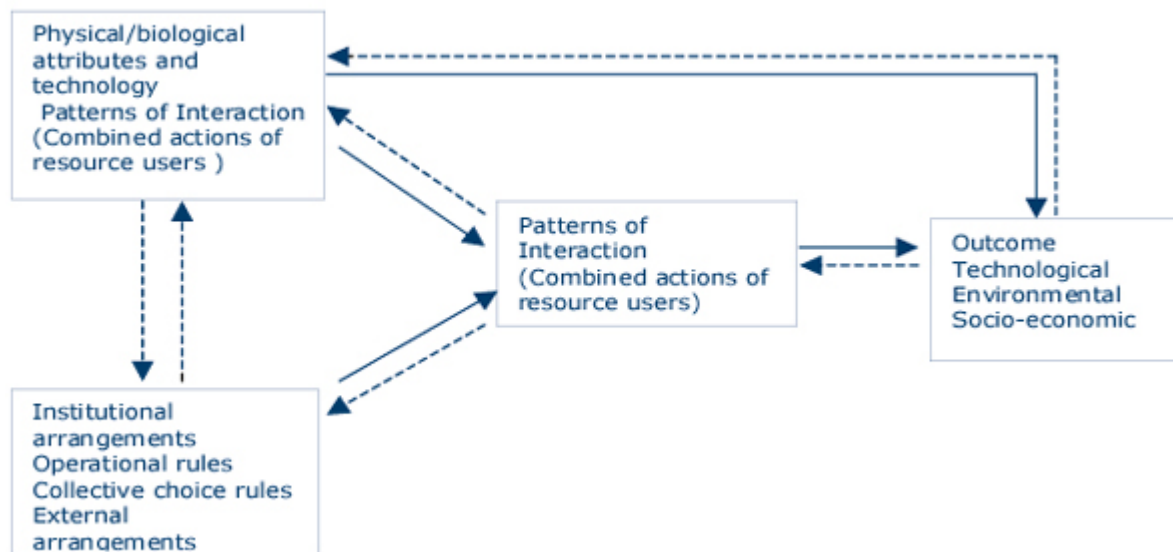 Physical/biological
attributes and
technology
Patterns of Interaction
(Combined actions of
resource users )
Patterns of
Interaction
(Combined actions of
resource users)
Outcome
Technological
Environmental
Socio-economic
Institutional
arrangements
Operational rules
Collective choice rules
External
arrangements